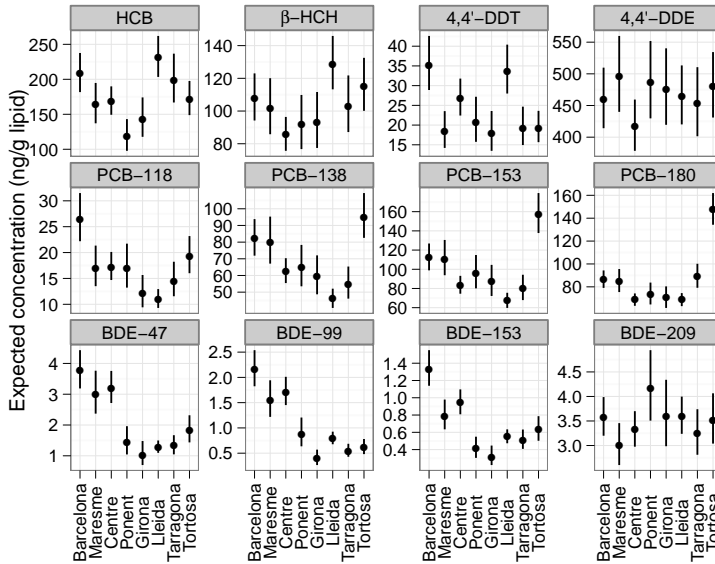 Expected concentration (ng/g lipid)
HCB β−HCH 4,4'−DDT 4,4'−DDE
250
200
150
100
140
120
100
80
40
35
30
25
20
15
550
500
450
400
PCB−118 PCB−138 PCB−153 PCB−180
30
25
20
15
10
100
90
80
70
60
50
160
140
120
100
80
60
160
140
120
100
80
BDE−47 BDE−99 BDE−153 BDE−209
4
3
2
1
2.5
2.0
1.5
1.0
0.5
1.4
1.2
1.0
0.8
0.6
0.4
4.5
4.0
3.5
3.0
Barcelona
Maresme
Centre
Ponent
Girona
Lleida
Tarragona
Tortosa
Barcelona
Maresme
Centre
Ponent
Girona
Lleida
Tarragona
Tortosa
Barcelona
Maresme
Centre
Ponent
Girona
Lleida
Tarragona
Tortosa
Barcelona
Maresme
Centre
Ponent
Girona
Lleida
Tarragona
Tortosa